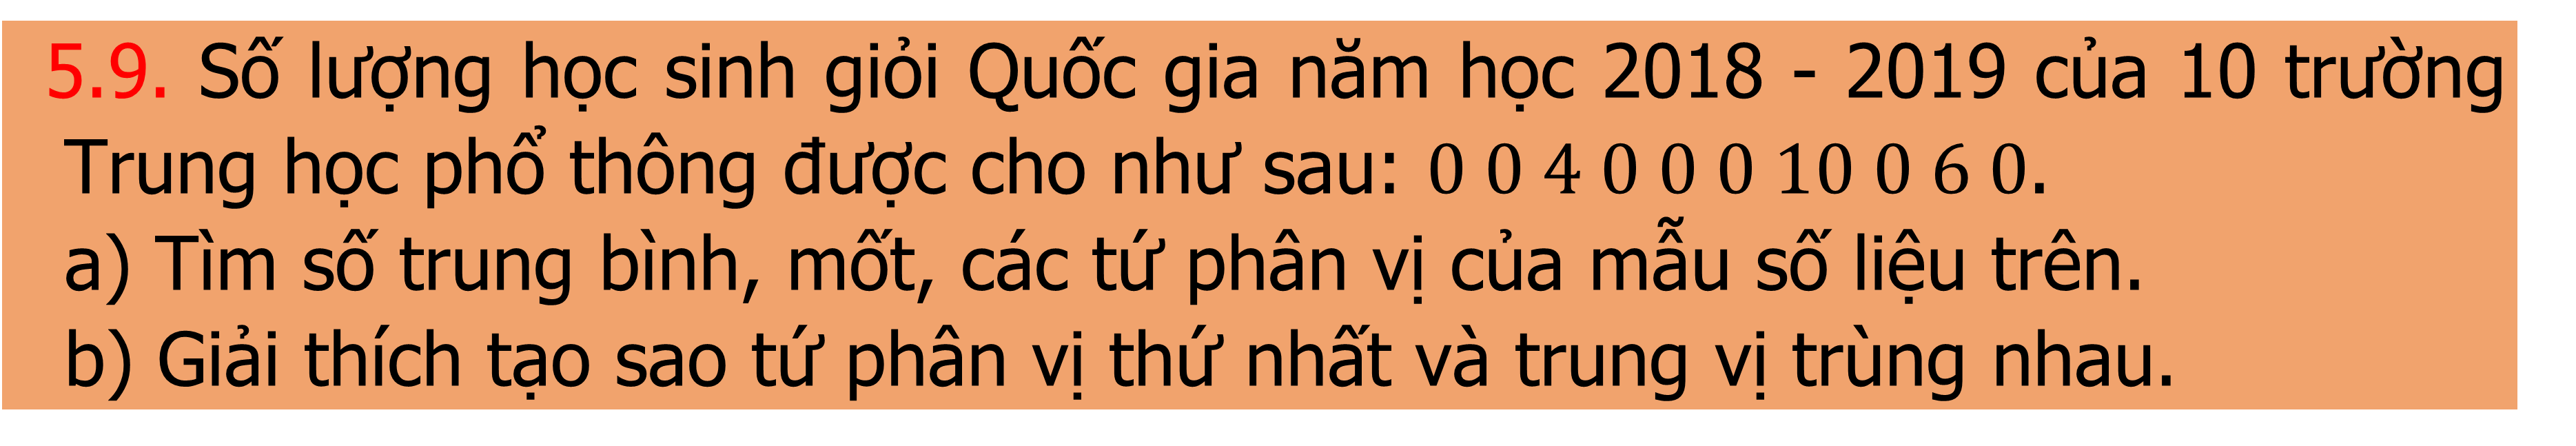 5.9. Số lượng học sinh giỏi Quốc gia năm học 2018 - 2019 của 10 trường
Trung học phổ thông được cho như sau: 0 0 4 0 0 0 10 0 6 0.
a) Tìm số trung bình, mốt, các tứ phân vị của mẫu số liệu trên.
b) Giải thích tạo sao tứ phân vị thứ nhất và trung vị trùng nhau.